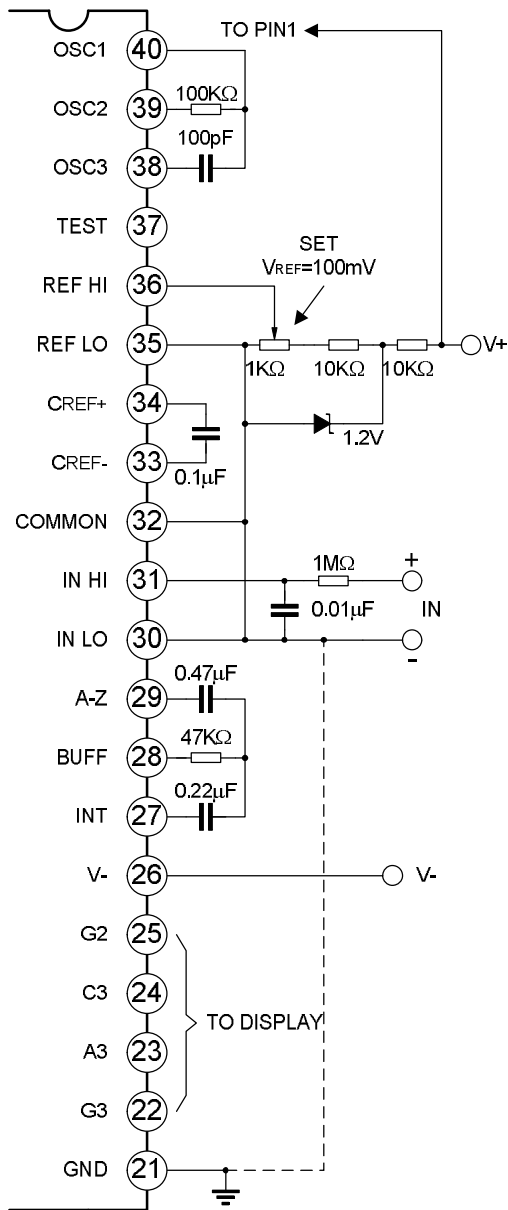 TO PIN1
OSC1 40
100KΩ
OSC2 39
100pF
OSC3 38
TEST 37
SET
VREF=100mV
REF HI 36
REF LO 35
V+
1KΩ 10KΩ 10KΩ
CREF+ 34
1.2V
CREF- 33
0.1μF
COMMON 32
1MΩ
+
IN HI 31
0.01μF IN
IN LO 30
-
0.47μF
A-Z 29
47KΩ
BUFF 28
0.22μF
INT 27
V- 26 V-
G2 25
C3 24
TO DISPLAY
A3 23
G3 22
GND 21